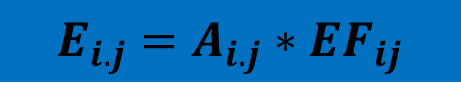 E_{i.j} = A_{i.j} * EF_{ij}